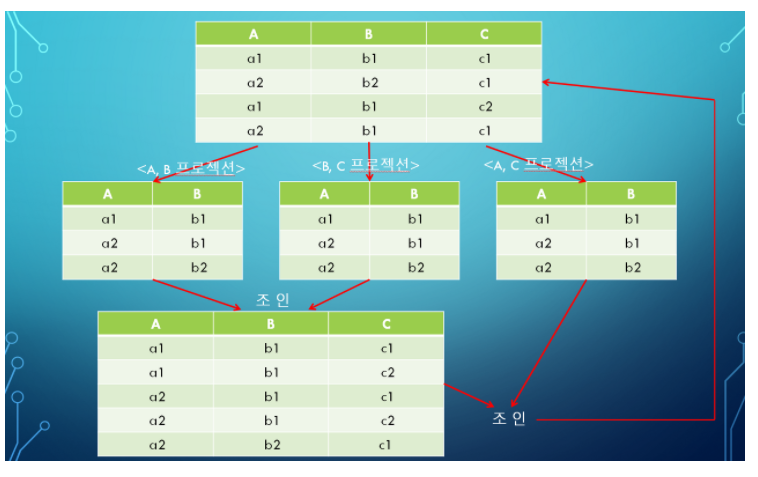 A B C
a1 b1 c1
a2 b2 c1
a1 b1 c2
a2 b1 c1
<A, B 프로젝션> <B, C 프로젝션> <A, C 프로젝션>
A B A B A B
a1 b1 a1 b1 a1 b1
a2 b1 a2 b1 a2 b1
a2 b2 a2 b2 a2 b2
조 인
A B C
a1 b1 c1
a1 b1 c2
a2 b1 c1
a2 b1 c2
a2 b2 c1
조 인